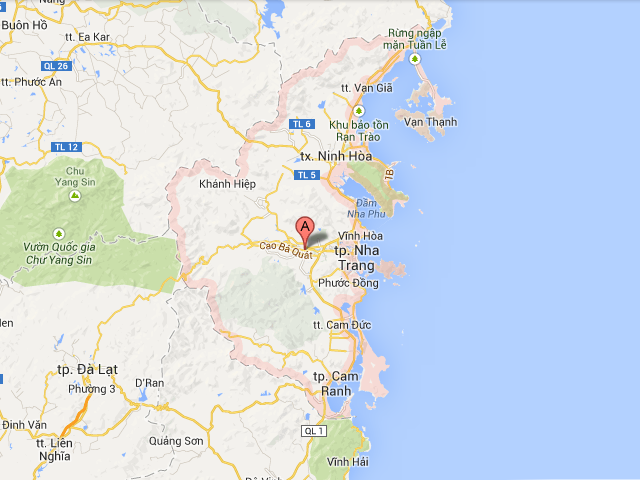 Buôn Hồ
tt. Ea Kar
Rừng ngập
mặn Tuần Lễ
QL 26
tt. Phước An
tt. Vạn Giã
Vạn Thạnh
Khu bảo tồn
Rạn Trào
TL 6
TL 12
tx. Ninh Hòa
TL 5
1B
Chu
Yang Sin
Khánh Hiệp
Đầm
Nha Phu
A
Vĩnh Hòa
Vườn Quốc gia
Chư Yang Sin
Cao Bá Quát
tp. Nha
Trang
Phước Đồng
tt. Cam Đức
tp. Đà Lạt
Phường 3
D'Ran
tp. Cam
Ranh
Đinh Văn
tt. Liên
Nghĩa
Quảng Sơn
QL 1
Vĩnh Hải